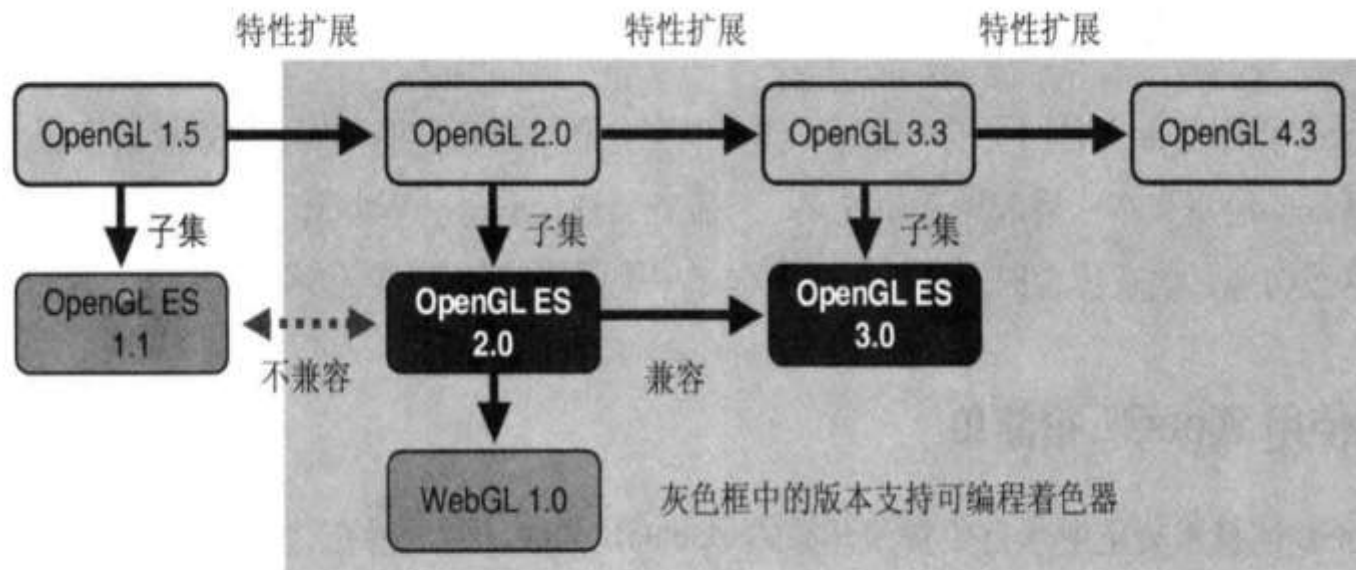 特性扩展
特性扩展
特性扩展
OpenGL 1.5
OpenGL 2.0
OpenGL 3.3
OpenGL 4.3
子集
子集
子集
OpenGL ES
1.1
OpenGL ES
2.0
OpenGL ES
3.0
不兼容
兼容
WebGL 1.0
灰色框中的版本支持可编程着色器